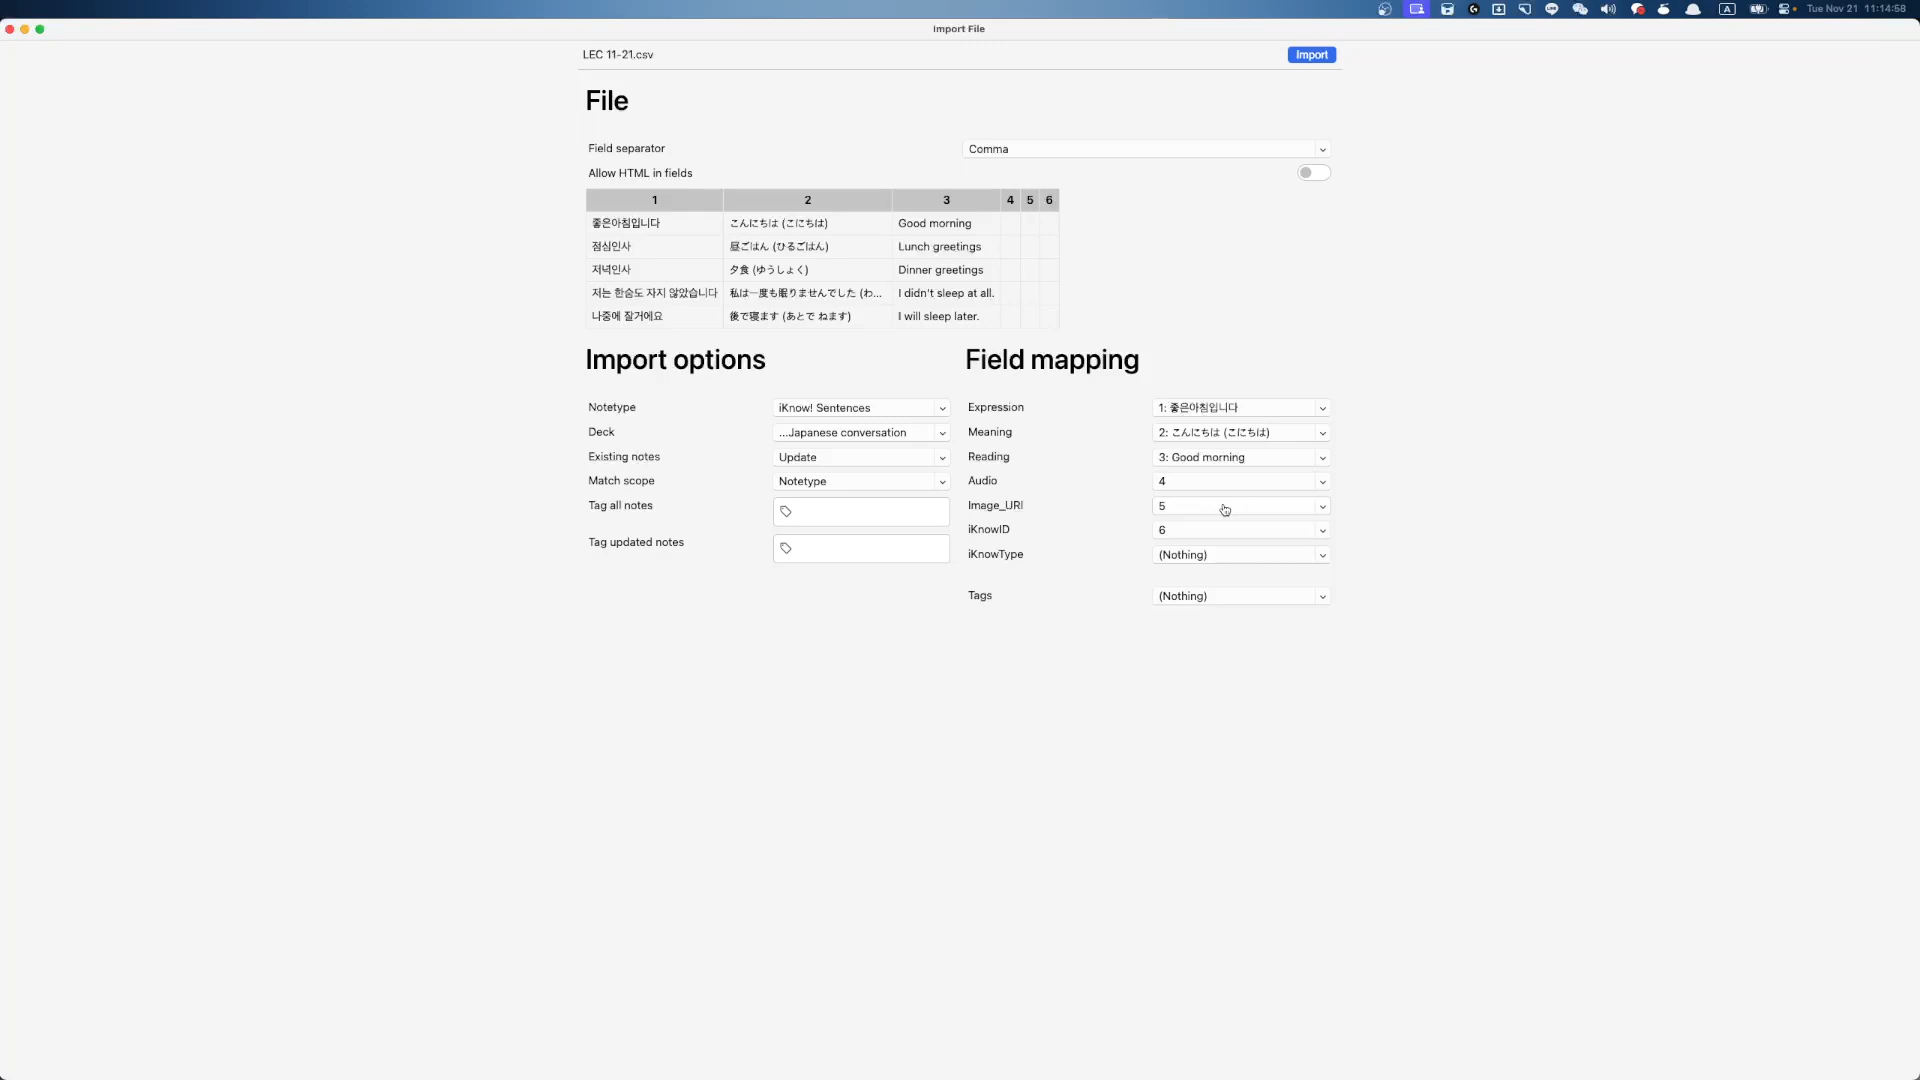 Tue Nov 21 11:14:58
Import File
LEC 11-21.csv
Import
File
Field separator
Comma
Allow HTML in fields
1 2 3 4 5 6
좋은아침입니다 こんにちは (こにちは) Good morning
점심인사 昼ごはん (ひるごはん) Lunch greetings
저녁인사 夕食 (ゆうしょく) Dinner greetings
저는 한숨도 자지 않았습니다 私は一度も眠りませんでした (わ... I didn't sleep at all.
나중에 잘거에요 後で寝ます (あとで ねます) I will sleep later.
Import options
Notetype iKnow! Sentences
Deck ...Japanese conversation
Existing notes Update
Match scope Notetype
Tag all notes
Tag updated notes
Field mapping
Expression 1: 좋은아침입니다
Meaning 2: こんにちは (こにちは)
Reading 3: Good morning
Audio 4
Image_URI 5
iKnowID 6
iKnowType (Nothing)
Tags (Nothing)